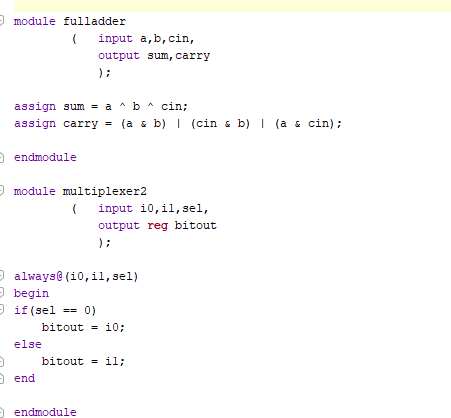 module fulladder
( input a,b,cin,
output sum,carry
);
assign sum = a ^ b ^ cin;
assign carry = (a & b) | (cin & b) | (a & cin);
endmodule
module multiplexer2
( input i0,i1,sel,
output reg bitout
);
always@(i0,i1,sel)
begin
if(sel == 0)
bitout = i0;
else
bitout = i1;
end
endmodule